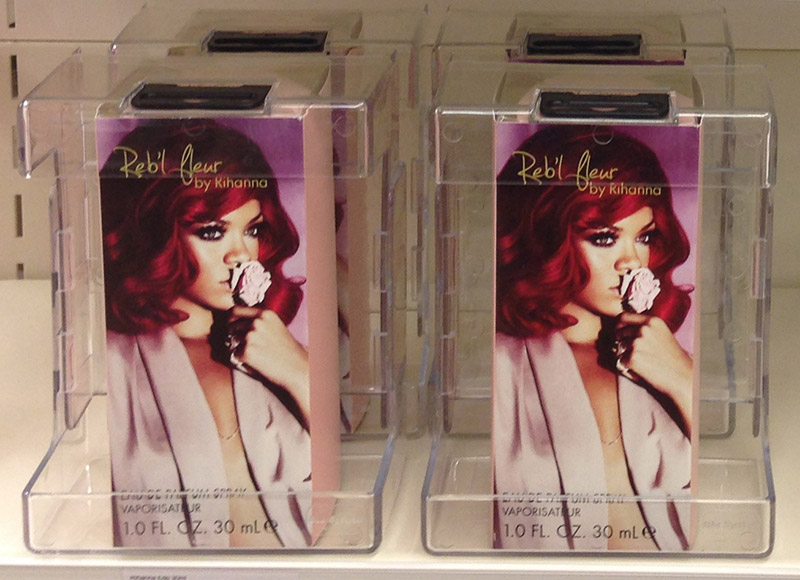 Reb'l fleur
by Rihanna
EAU DE PARFUM SPRAY
VAPORISATEUR
1.0 FL. OZ. 30 mL e
Reb'l fleur
by Rihanna
EAU DE PARFUM SPRAY
VAPORISATEUR
1.0 FL. OZ. 30 mL e